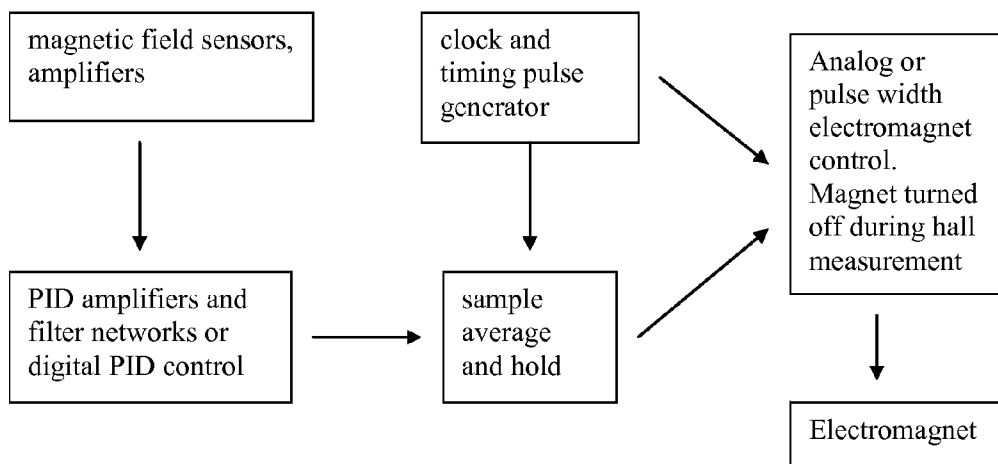 magnetic field sensors,
amplifiers
clock and
timing pulse
generator
Analog or
pulse width
electromagnet
control.
Magnet turned
off during hall
measurement
PID amplifiers and
filter networks or
digital PID control
sample
average
and hold
Electromagnet